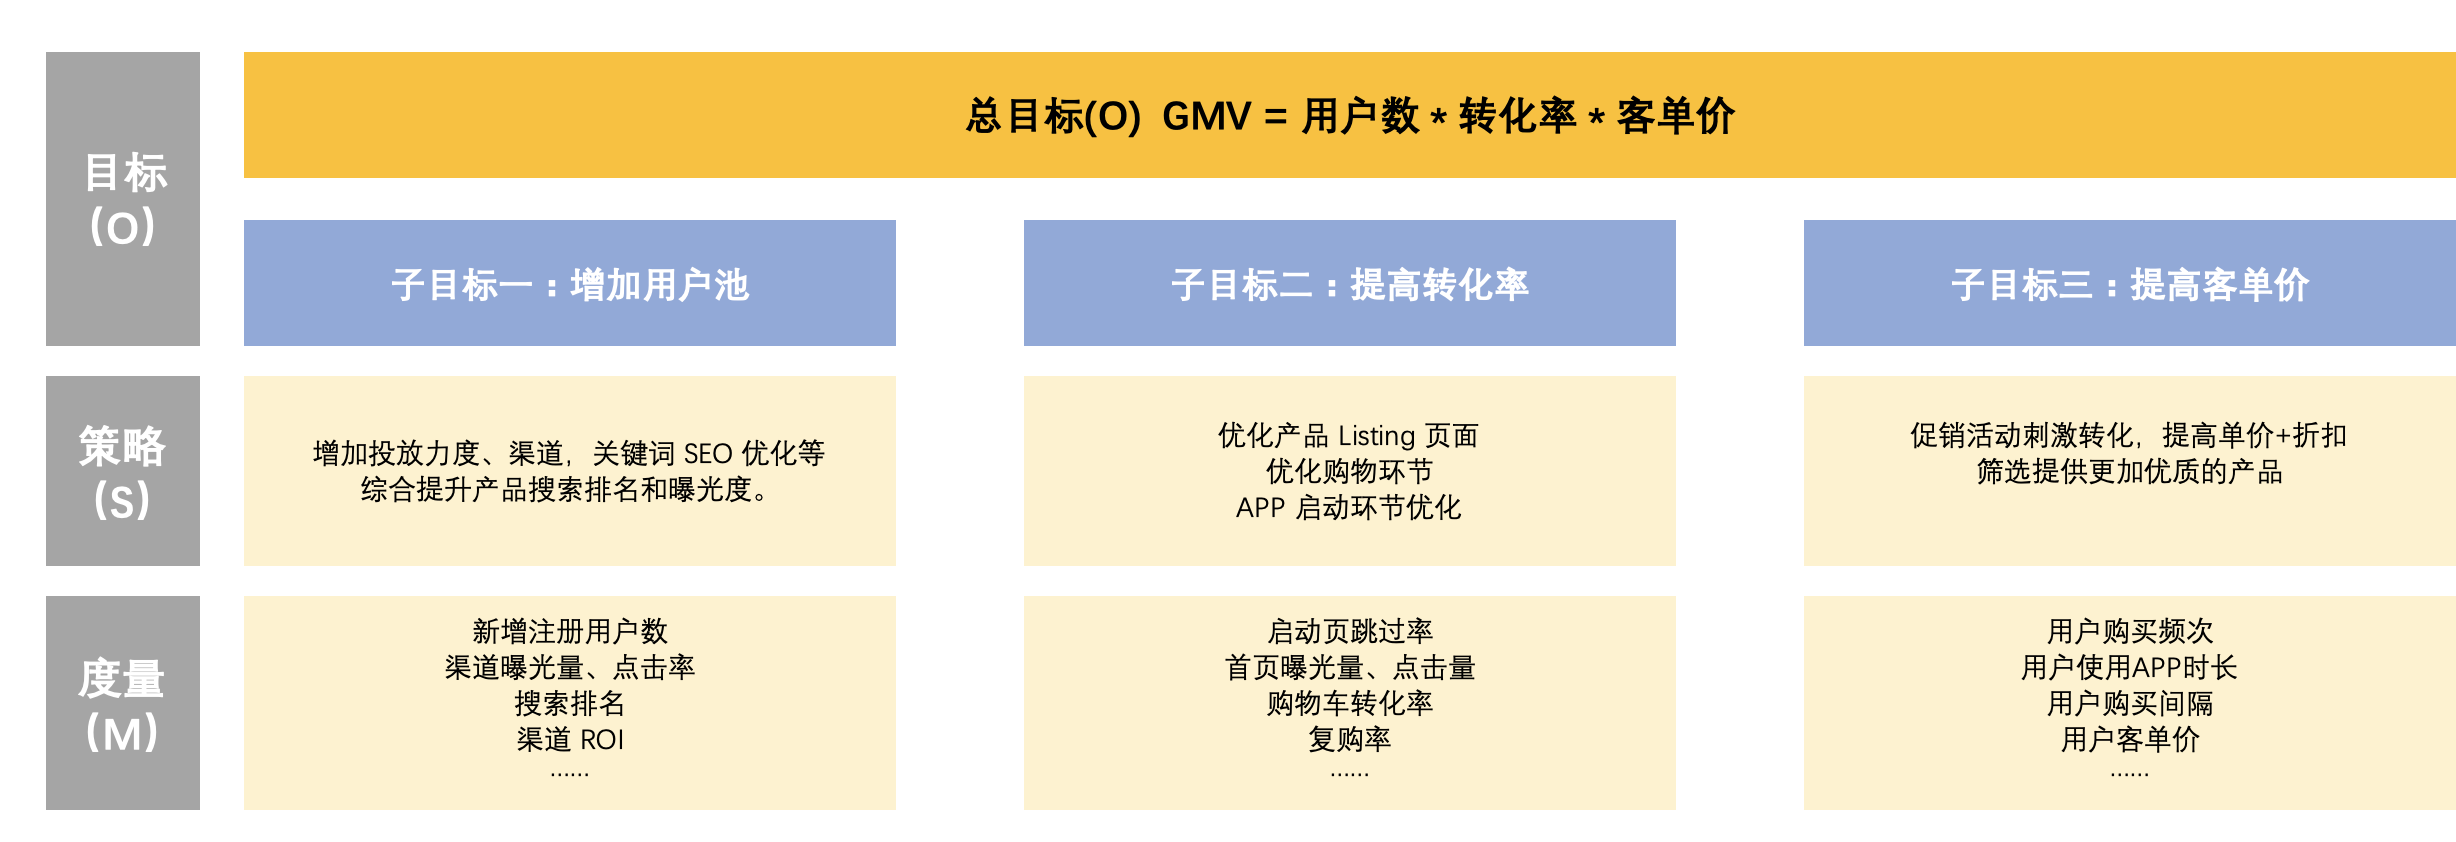 目标
(O)
总目标(O) GMV = 用户数 * 转化率 * 客单价
子目标一：增加用户池
子目标二：提高转化率
子目标三：提高客单价
策略
(S)
增加投放力度、渠道，关键词 SEO 优化等
综合提升产品搜索排名和曝光度。
优化产品 Listing 页面
优化购物环节
APP 启动环节优化
促销活动刺激转化，提高单价+折扣
筛选提供更加优质的产品
度量
(M)
新增注册用户数
渠道曝光量、点击率
搜索排名
渠道 ROI
……
启动页跳过率
首页曝光量、点击量
购物车转化率
复购率
……
用户购买频次
用户使用APP时长
用户购买间隔
用户客单价
……